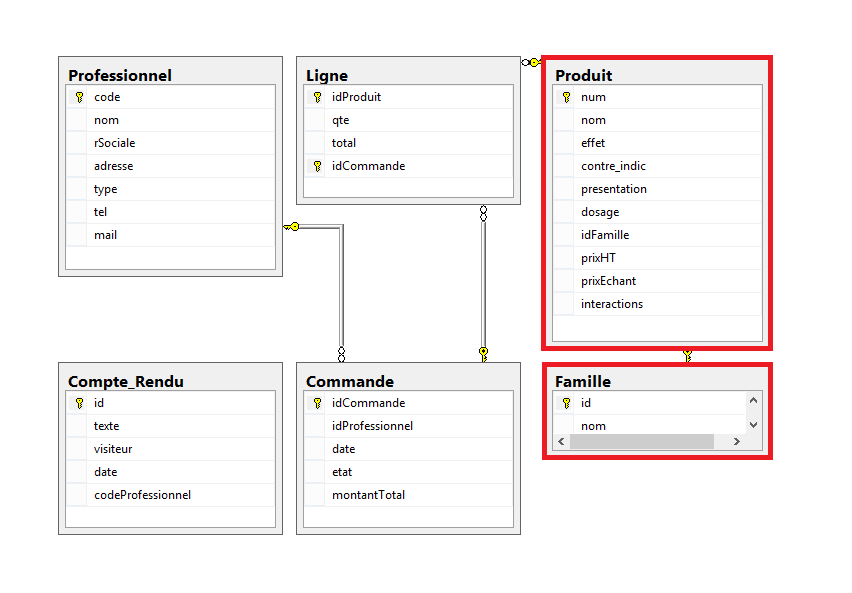 Professionnel
code
nom
rSociale
adresse
type
tel
mail
Ligne
idProduit
qte
total
idCommande
Produit
num
nom
effet
contre_indic
presentation
dosage
idFamille
prixHT
prixEchant
interactions
Compte_Rendu
id
texte
visiteur
date
codeProfessionnel
Commande
idCommande
idProfessionnel
date
etat
montantTotal
Famille
id
nom